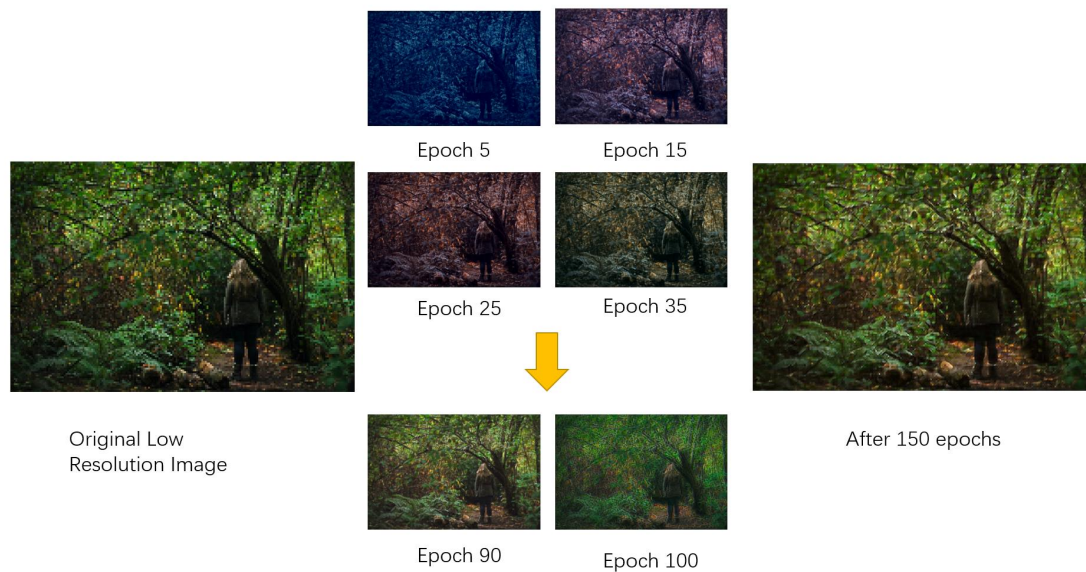 Epoch 5
Epoch 15
Epoch 25
Epoch 35
Original Low
Resolution Image
After 150 epochs
Epoch 90
Epoch 100